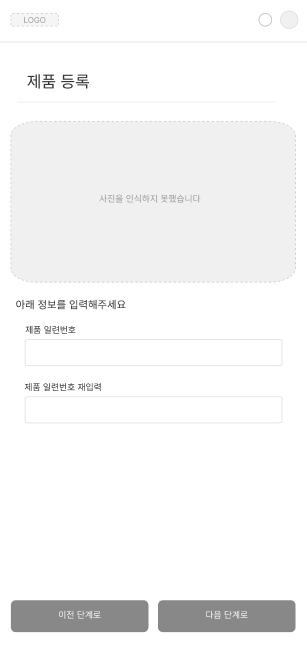 LOGO
제품 등록
사진을 인식하지 못했습니다
아래 정보를 입력해주세요
제품 일련번호
제품 일련번호 재입력
이전 단계로
다음 단계로